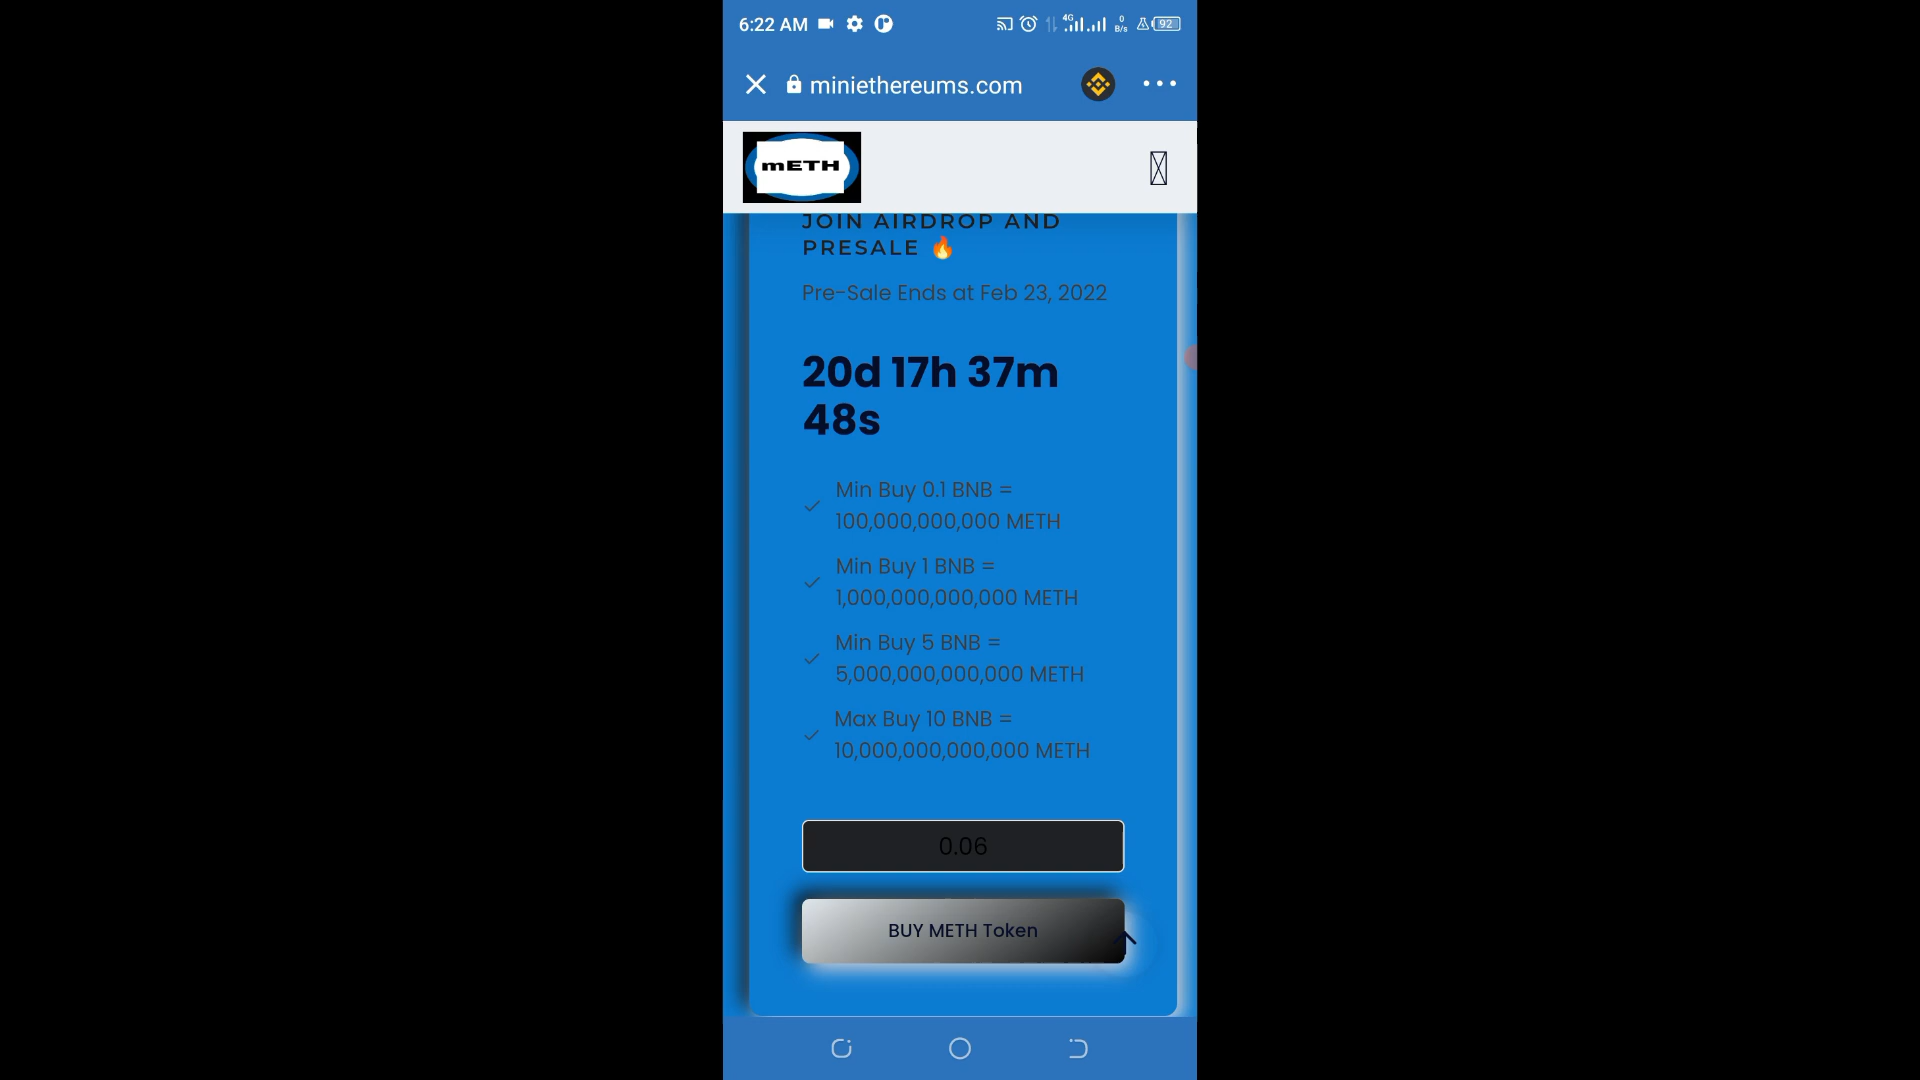 6:22 AM
4G
0
B/s
92
miniethereums.com
mETH
JOIN AIRDROP AND
PRESALE 🔥
Pre-Sale Ends at Feb 23, 2022
20d 17h 37m
48s
Min Buy 0.1 BNB =
100,000,000,000 METH
Min Buy 1 BNB =
1,000,000,000,000 METH
Min Buy 5 BNB =
5,000,000,000,000 METH
Max Buy 10 BNB =
10,000,000,000,000 METH
0.06
BUY METH Token